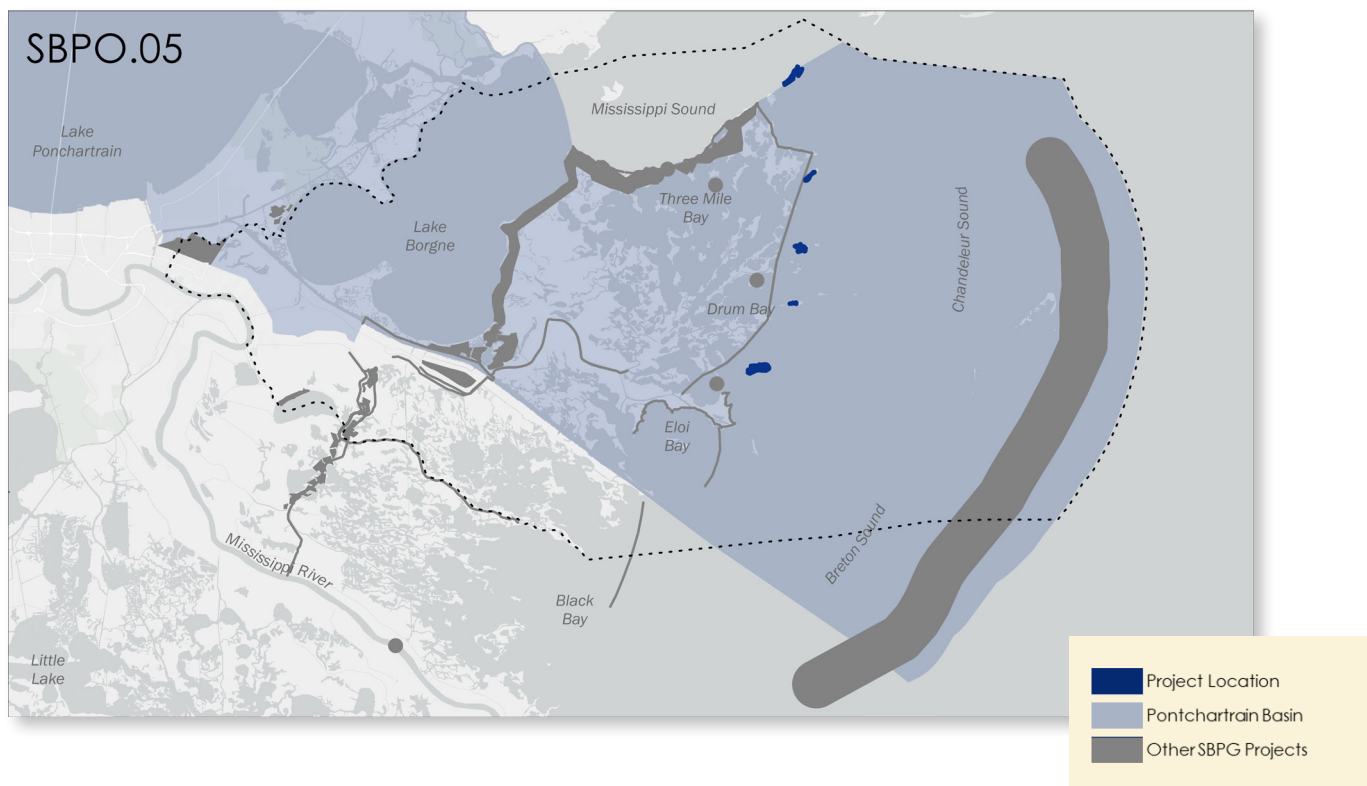 SBPO.05
Mississippi Sound
Lake
Ponchartrain
Three Mile
Bay
Lake
Borgne
Chandeleur Sound
Drum Bay
Eloi
Bay
Breton Sound
Mississippi River
Black
Bay
Little
Lake
Project Location
Pontchartrain Basin
Other SBPG Projects